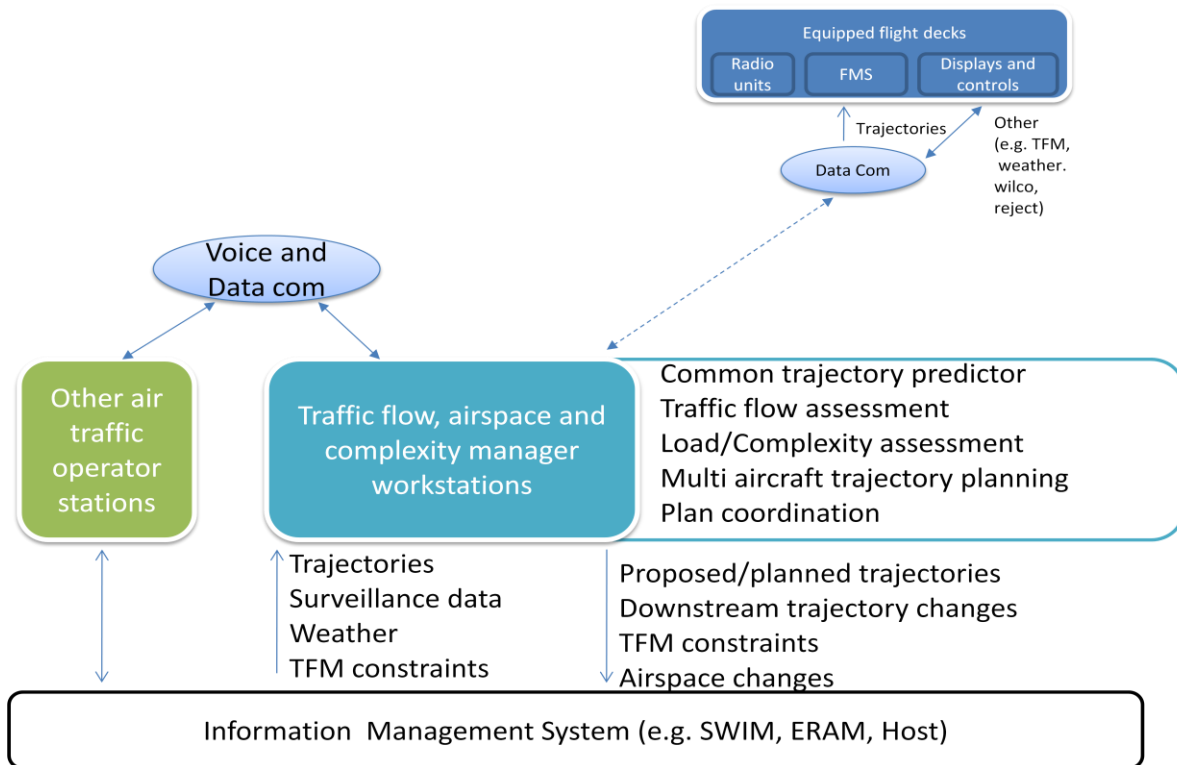 Equipped flight decks
Radio
units
FMS
Displays and
controls
Trajectories
Other
(e.g. TFM,
weather.
wilco,
reject)
Data Com
Voice and
Data com
Other air
traffic
operator
stations
Traffic flow, airspace and
complexity manager
workstations
Common trajectory predictor
Traffic flow assessment
Load/Complexity assessment
Multi aircraft trajectory planning
Plan coordination
Trajectories
Surveillance data
Weather
TFM constraints
Proposed/planned trajectories
Downstream trajectory changes
TFM constraints
Airspace changes
Information Management System (e.g. SWIM, ERAM, Host)